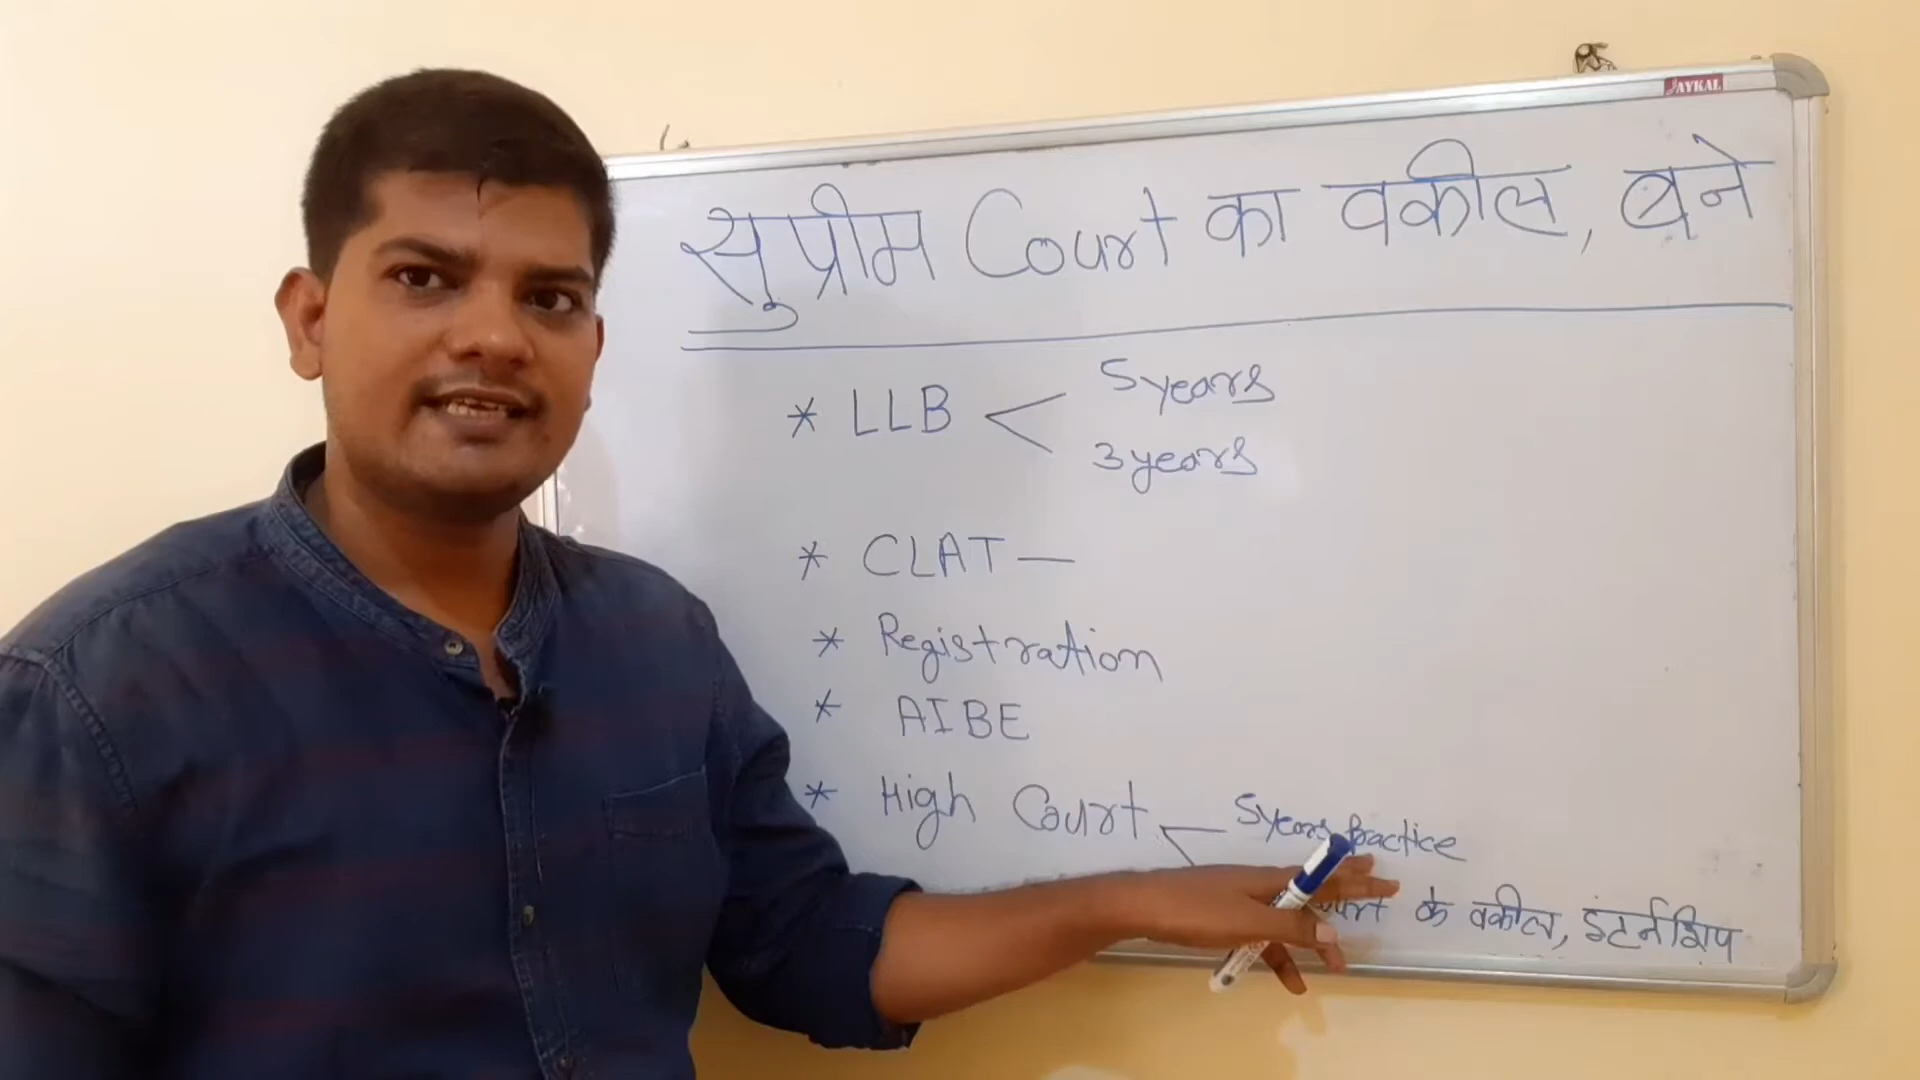 JAYKAL
सुप्रीम Court का वकील, बने
* LLB < 5 years
3 years
* CLAT —
* Registration
* AIBE
* High Court 5 years Practice
के वकील, इंटर्नशिप